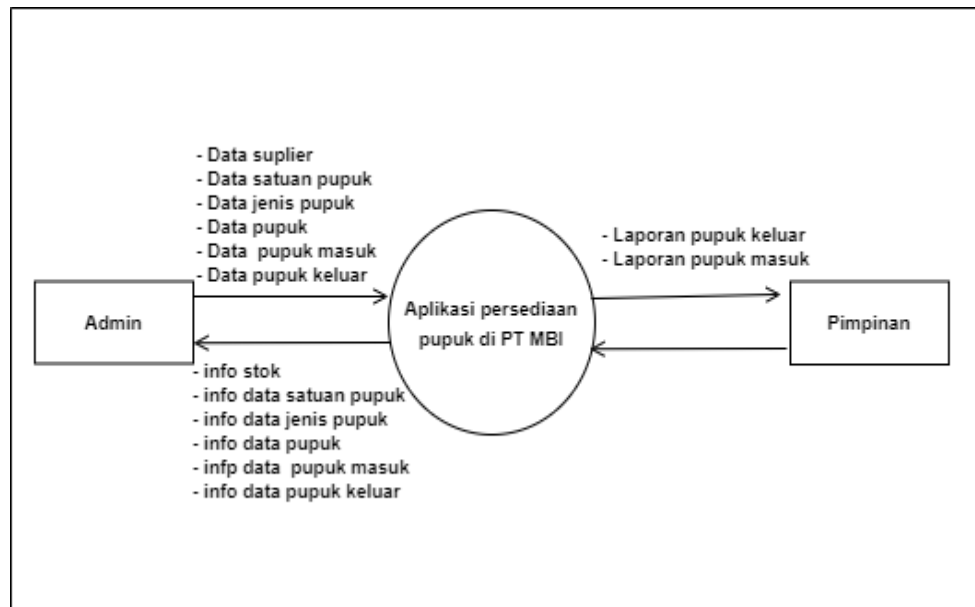 - Data suplier
- Data satuan pupuk
- Data jenis pupuk
- Data pupuk
- Data  pupuk masuk
- Data pupuk keluar
Admin
- info stok
- info data satuan pupuk
- info data jenis pupuk
- info data pupuk
- infp data  pupuk masuk
- info data pupuk keluar
Aplikasi persediaan
pupuk di PT MBI
- Laporan pupuk keluar
- Laporan pupuk masuk
Pimpinan